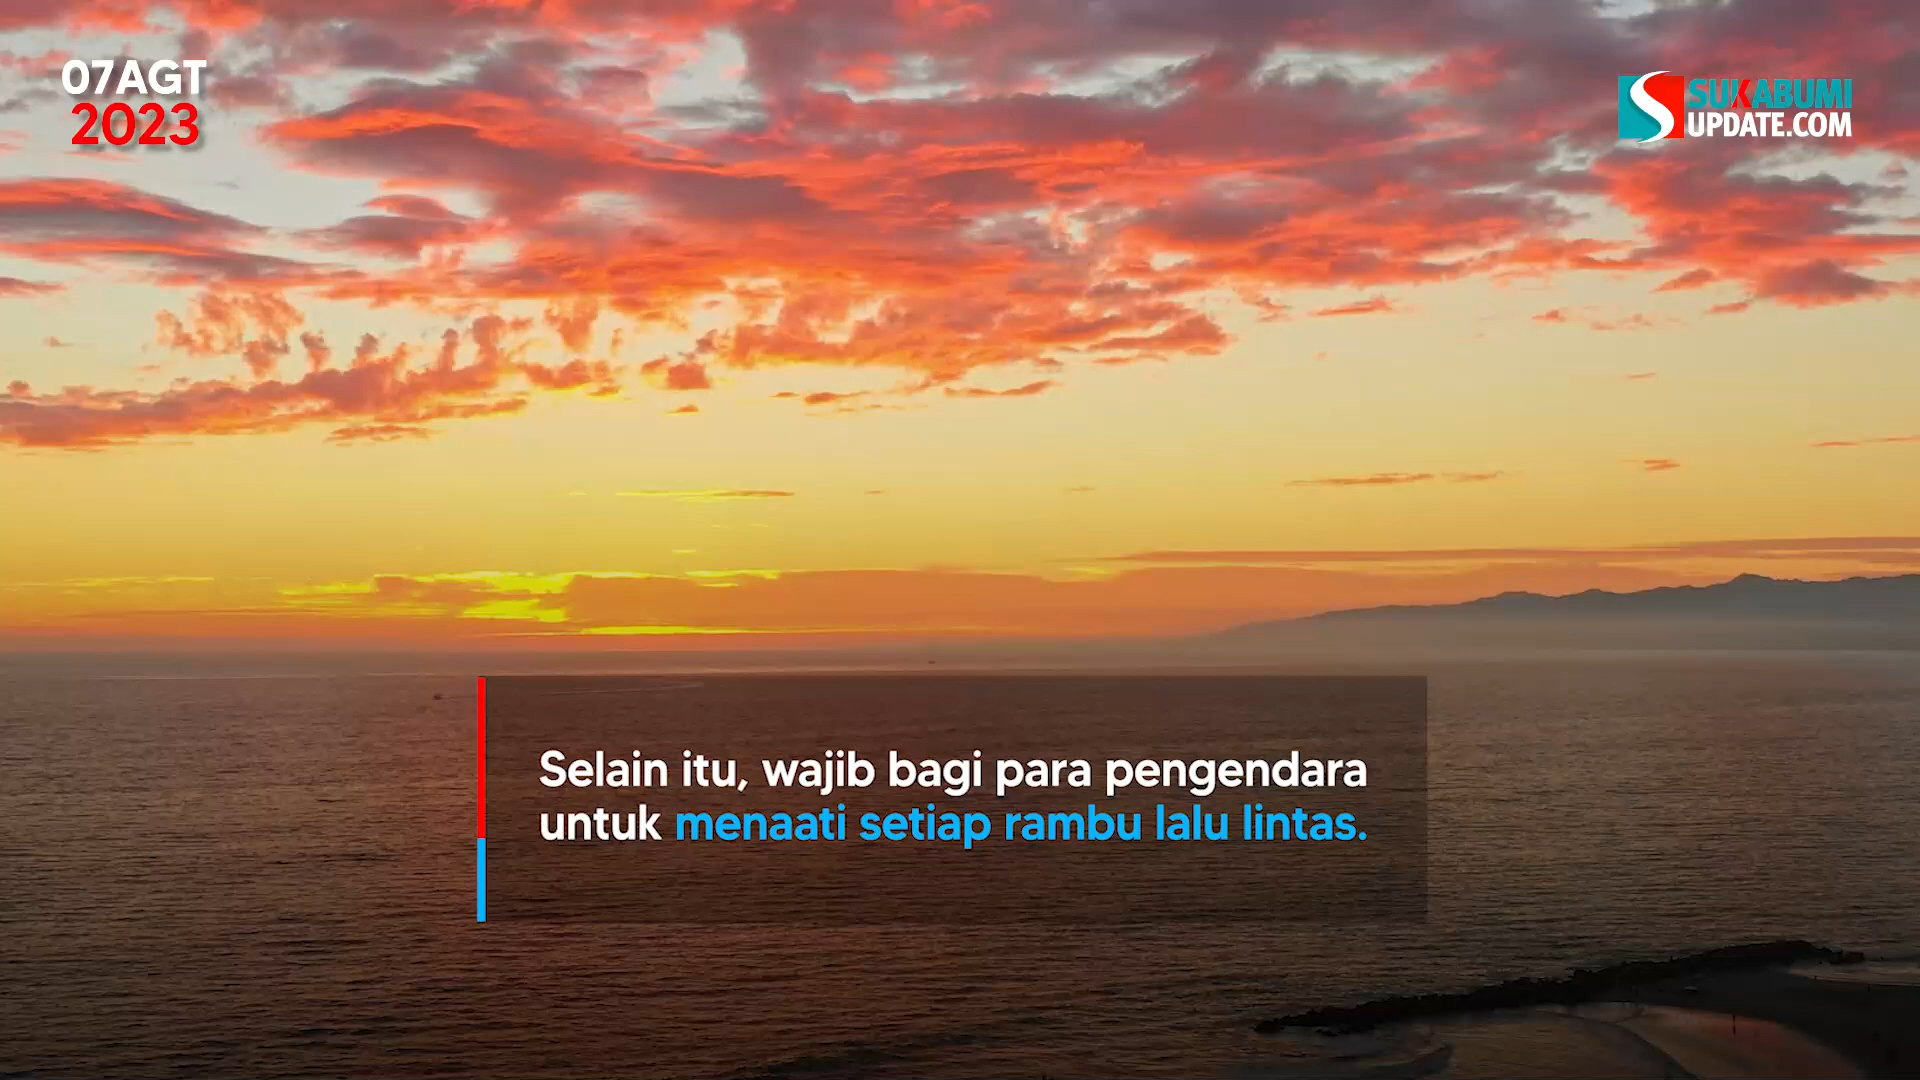 07AGT
2023
SUKABUMI
UPDATE.COM
Selain itu, wajib bagi para pengendara
untuk menaati setiap rambu lalu lintas.